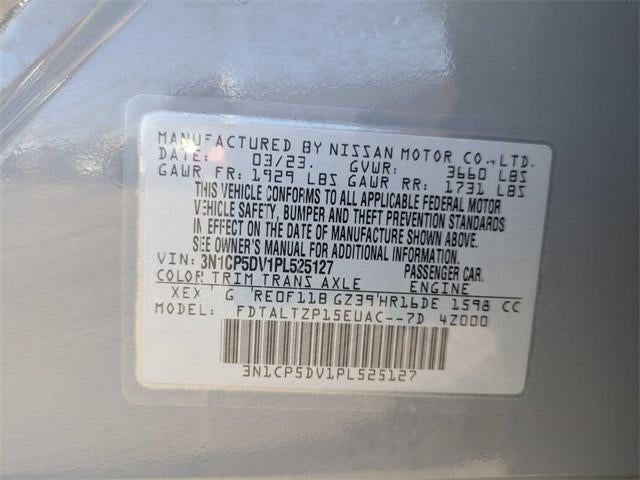 MANUFACTURED BY NISSAN MOTOR CO.,LTD.
DATE: 03/23. GVWR: 3660 LBS
GAWR FR: 1929 LBS GAWR RR: 1731 LBS
THIS VEHICLE CONFORMS TO ALL APPLICABLE FEDERAL MOTOR
VEHICLE SAFETY, BUMPER AND THEFT PREVENTION STANDARDS
IN EFFECT ON THE DATE OF MANUFACTURE SHOWN ABOVE.
SEE OWNER'S MANUAL FOR ADDITIONAL INFORMATION.
VIN: 3N1CP5DV1PL525127 PASSENGER CAR.
COLOR TRIM TRANS AXLE ENGINE
XEX G RE0F11B GZ39 HR16DE 1598 CC
MODEL: FDTALTZP15EUAC--7D 4Z000
3N1CP5DV1PL525127